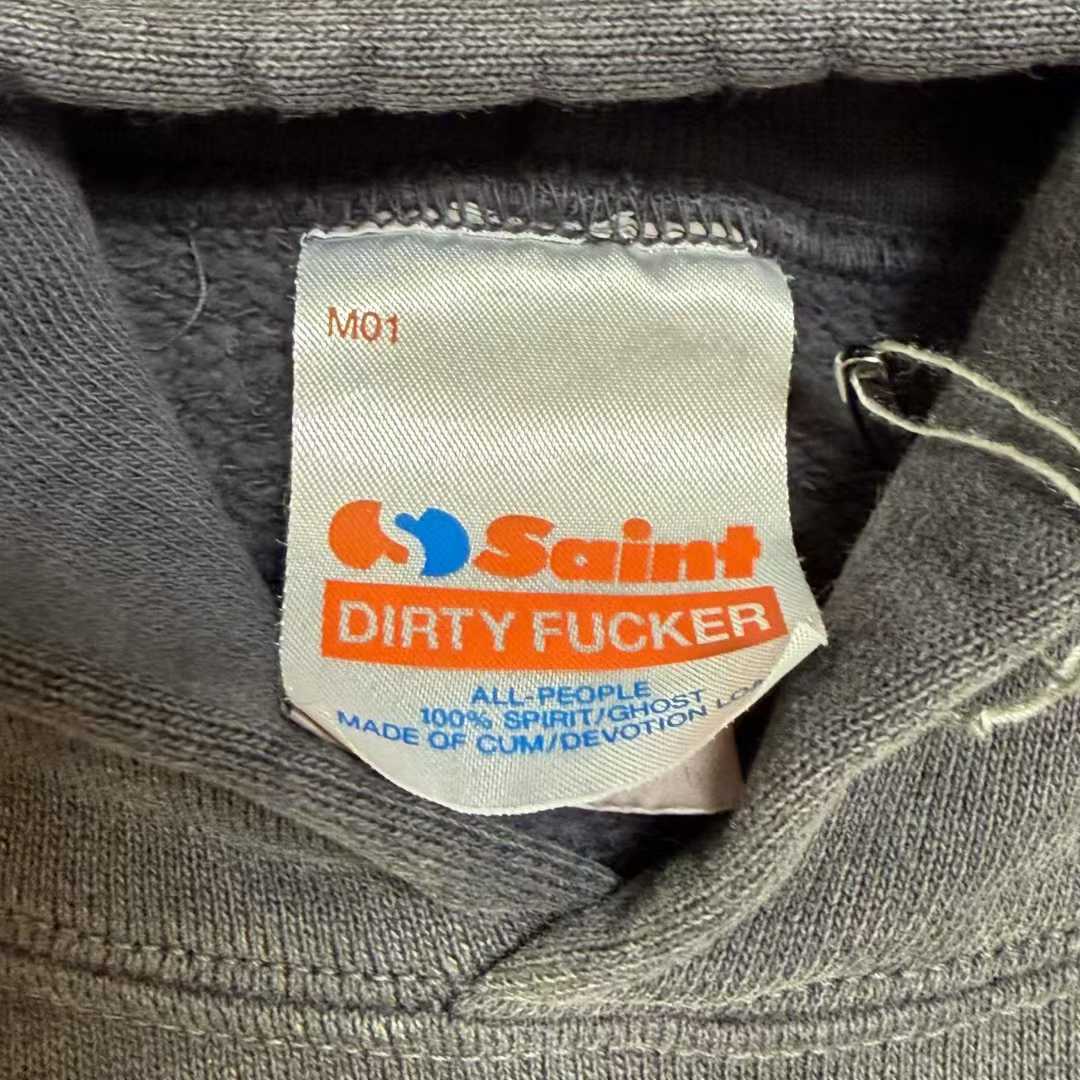 M01
Saint
DIRTY FUCKER
ALL-PEOPLE
100% SPIRIT/GHOST
MADE OF CUM/DEVOTION